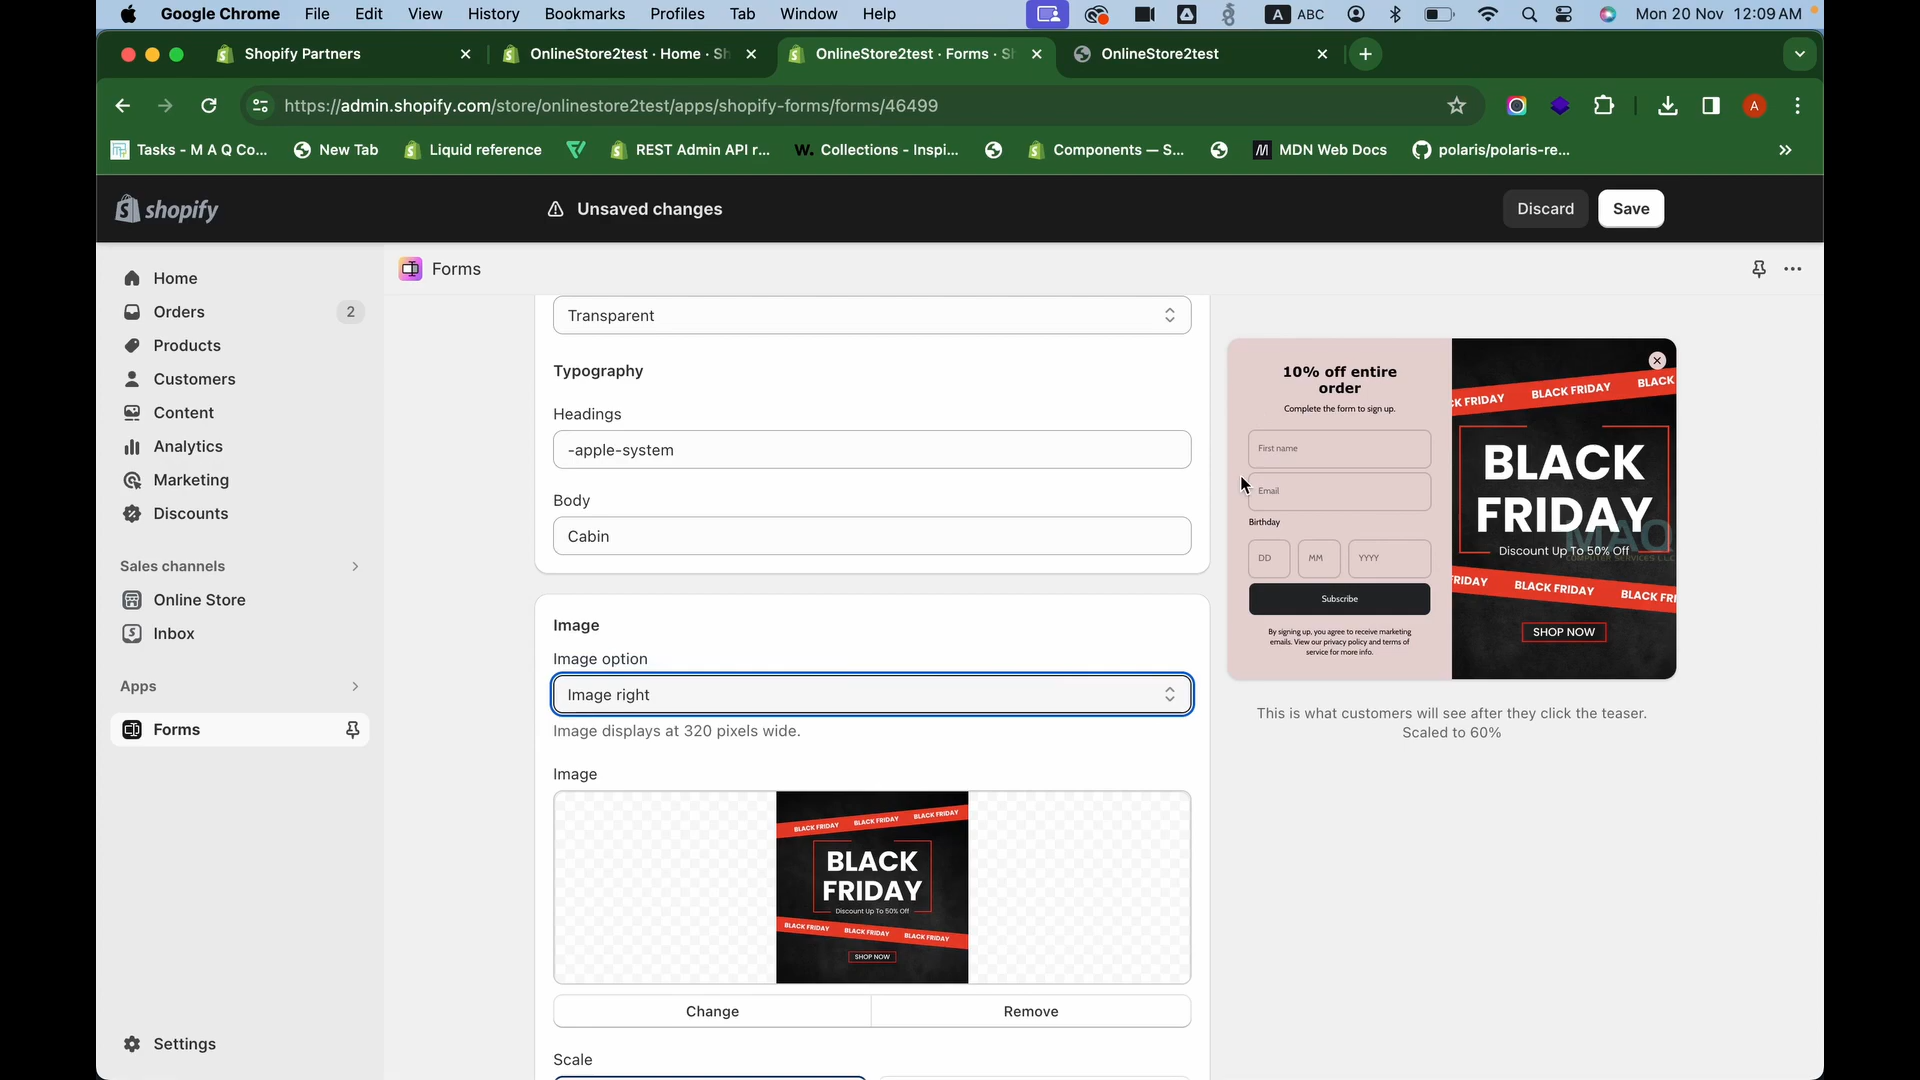 Google Chrome File Edit View History Bookmarks Profiles Tab Window Help
A ABC Mon 20 Nov 12:09 AM
Shopify Partners
OnlineStore2test · Home · Sh
OnlineStore2test · Forms · S
OnlineStore2test
https://admin.shopify.com/store/onlinestore2test/apps/shopify-forms/forms/46499
A
Tasks - M A Q Co...
New Tab
Liquid reference
REST Admin API r...
W. Collections - Inspi...
Components — S...
MDN Web Docs
polaris/polaris-re...
shopify
Unsaved changes
Discard
Save
Home
Orders
2
Products
Customers
Content
Analytics
Marketing
Discounts
Sales channels
Online Store
Inbox
Apps
Forms
Settings
Forms
Transparent
Typography
Headings
-apple-system
Body
Cabin
Image
Image option
Image right
Image displays at 320 pixels wide.
Image
BLACK FRIDAY BLACK FRIDAY BLACK FRIDAY
BLACK
FRIDAY
Discount Up To 50% Off
BLACK FRIDAY BLACK FRIDAY BLACK FRIDAY
SHOP NOW
Change
Remove
Scale
10% off entire
order
Complete the form to sign up.
First name
Email
Birthday
DD
MM
YYYY
Subscribe
By signing up, you agree to receive marketing
emails. View our privacy policy and terms of
service for more info.
CK FRIDAY BLACK FRIDAY BLACK
BLACK
FRIDAY
MAQ
COMPUTER SERVICES LLC
Discount Up To 50% Off
RIDAY BLACK FRIDAY BLACK FRI
SHOP NOW
This is what customers will see after they click the teaser.
Scaled to 60%